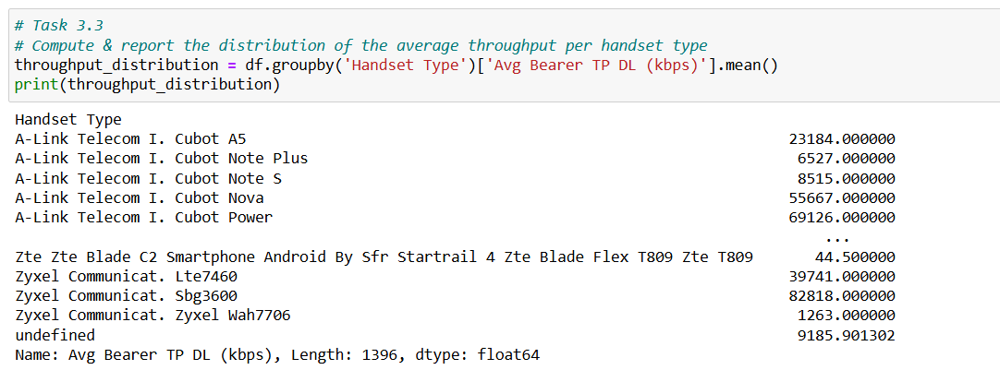 # Task 3.3
# Compute & report the distribution of the average throughput per handset type
throughput_distribution = df.groupby('Handset Type')['Avg Bearer TP DL (kbps)'].mean()
print(throughput_distribution)
Handset Type
A-Link Telecom I. Cubot A5 23184.000000
A-Link Telecom I. Cubot Note Plus 6527.000000
A-Link Telecom I. Cubot Note S 8515.000000
A-Link Telecom I. Cubot Nova 55667.000000
A-Link Telecom I. Cubot Power 69126.000000
...
Zte Zte Blade C2 Smartphone Android By Sfr Startrail 4 Zte Blade Flex T809 Zte T809 44.500000
Zyxel Communicat. Lte7460 39741.000000
Zyxel Communicat. Sbg3600 82818.000000
Zyxel Communicat. Zyxel Wah7706 1263.000000
undefined 9185.901302
Name: Avg Bearer TP DL (kbps), Length: 1396, dtype: float64